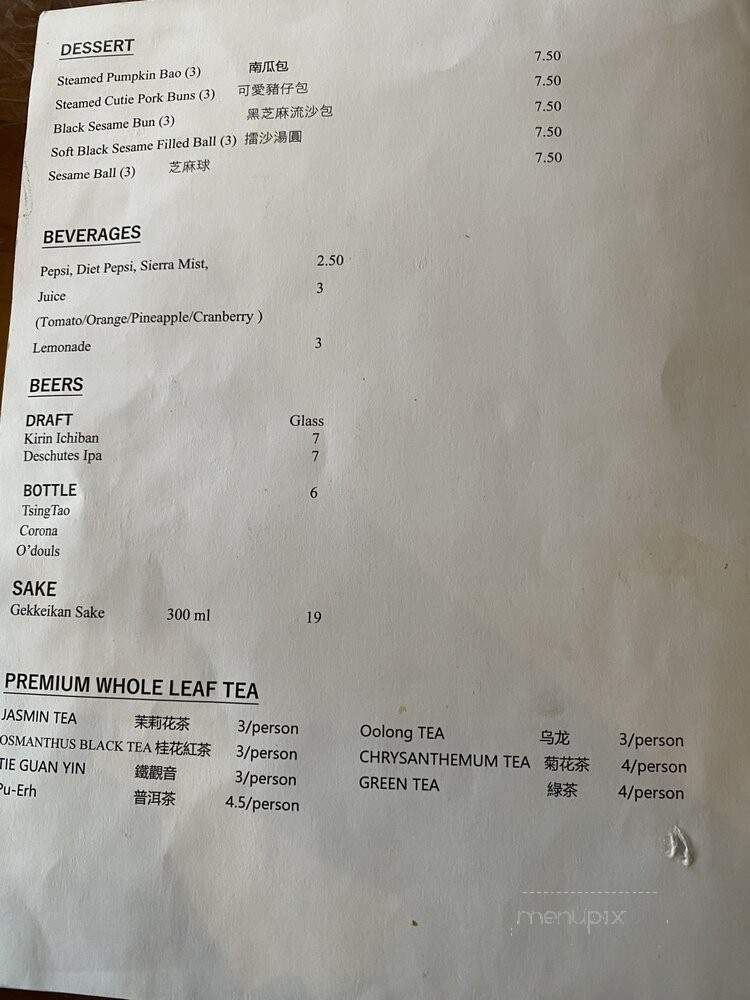 DESSERT
Steamed Pumpkin Bao (3) 南瓜包 7.50
Steamed Cutie Pork Buns (3) 可愛豬仔包 7.50
Black Sesame Bun (3) 黑芝麻流沙包 7.50
Soft Black Sesame Filled Ball (3) 擂沙湯圓 7.50
Sesame Ball (3) 芝麻球 7.50
BEVERAGES
Pepsi, Diet Pepsi, Sierra Mist, 2.50
Juice 3
(Tomato/Orange/Pineapple/Cranberry )
Lemonade 3
BEERS
DRAFT Glass
Kirin Ichiban 7
Deschutes Ipa 7
BOTTLE 6
TsingTao
Corona
O'douls
SAKE
Gekkeikan Sake 300 ml 19
PREMIUM WHOLE LEAF TEA
JASMIN TEA 茉莉花茶 3/person Oolong TEA 乌龙 3/person
OSMANTHUS BLACK TEA 桂花紅茶 3/person CHRYSANTHEMUM TEA 菊花茶 4/person
TIE GUAN YIN 鐵觀音 3/person GREEN TEA 緑茶 4/person
Pu-Erh 普洱茶 4.5/person
menupix